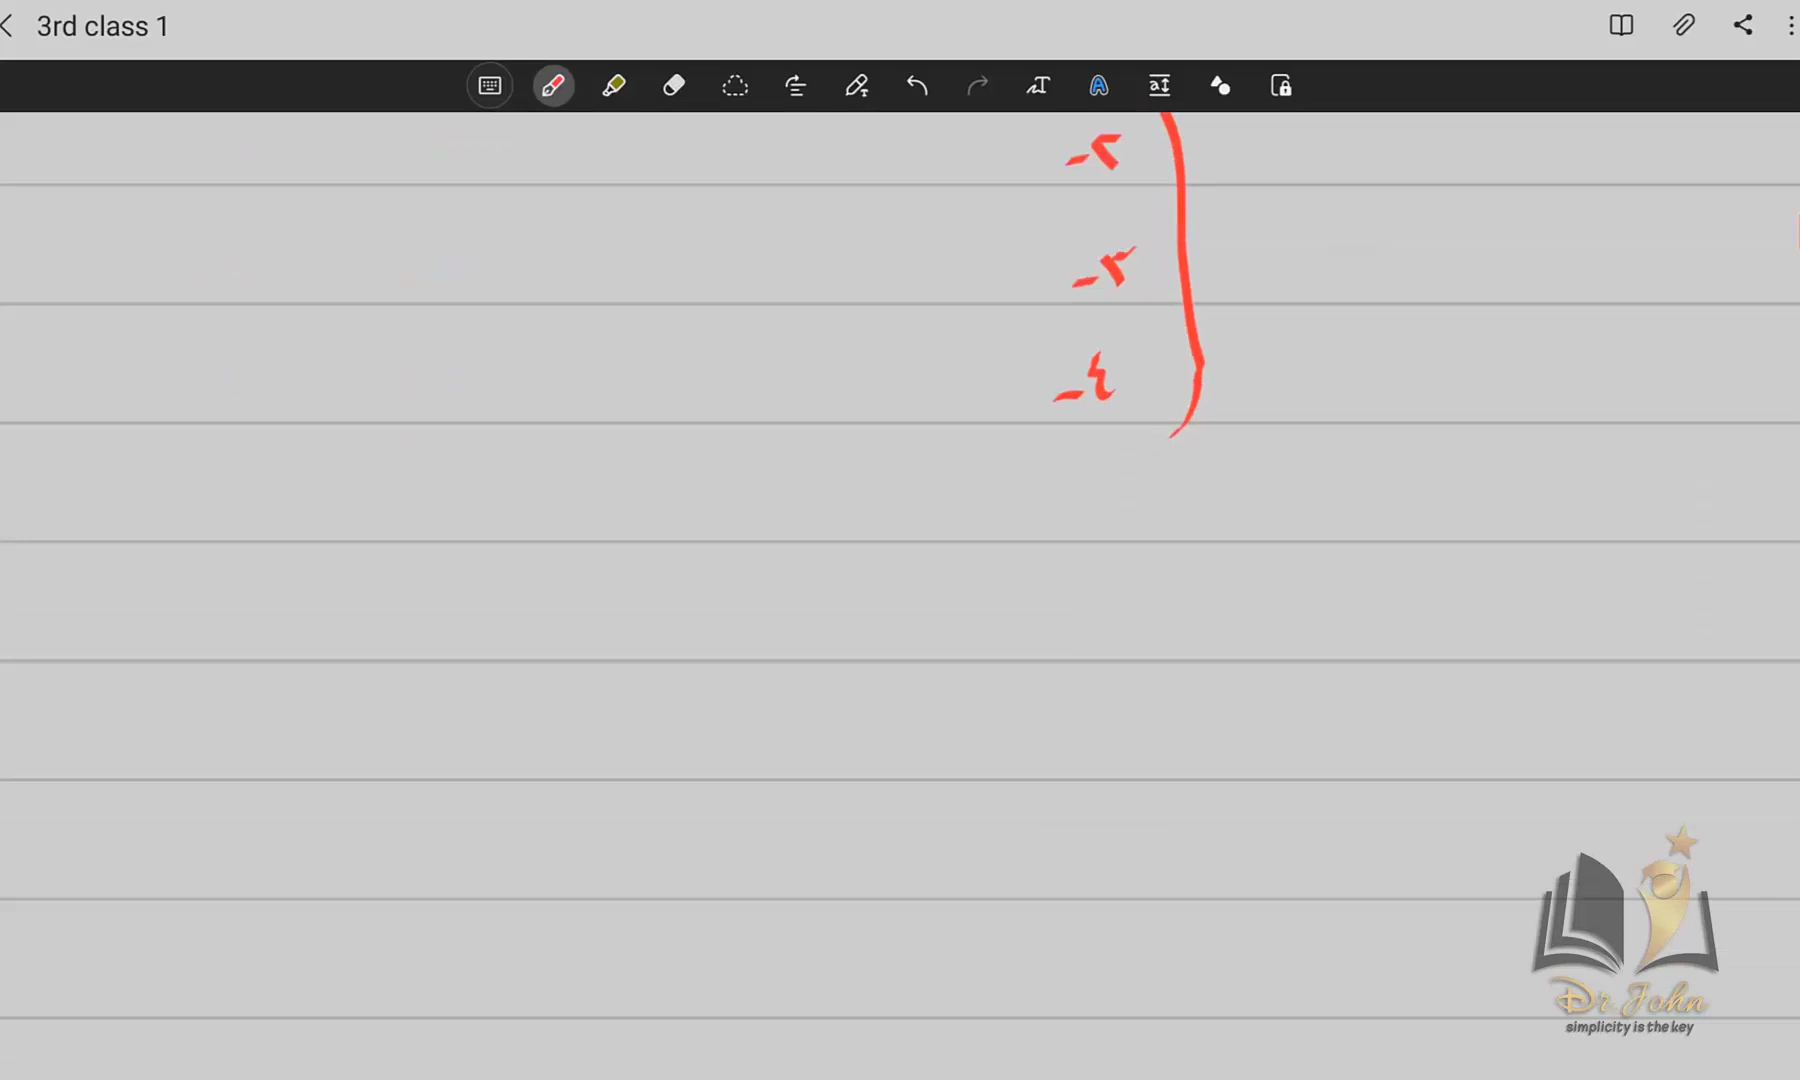 3rd class 1
٢-
٣-
٤-
Dr. John
simplicity is the key